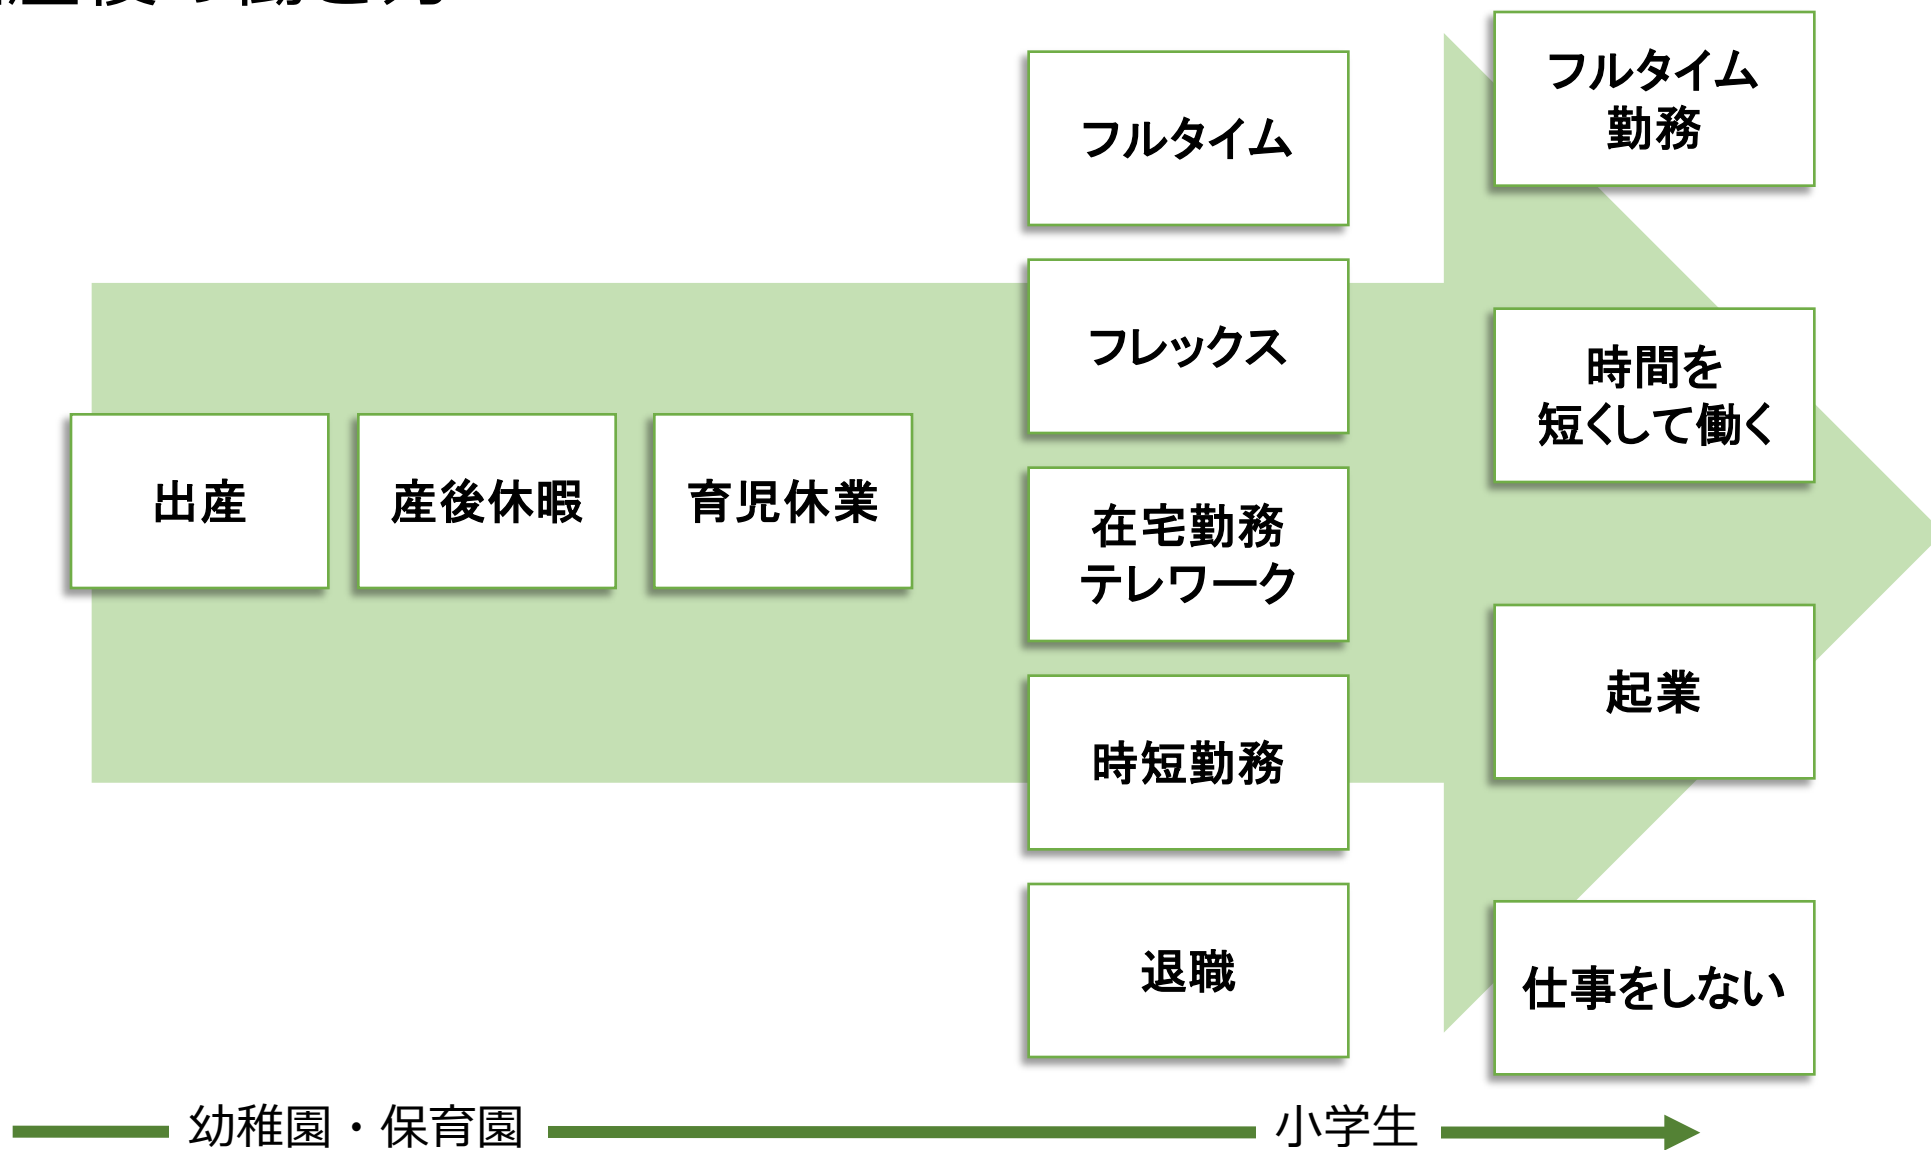 出産
産後休暇
育児休業
フルタイム
フレックス
在宅勤務
テレワーク
時短勤務
退職
フルタイム
勤務
時間を
短くして働く
起業
仕事をしない
幼稚園・保育園
小学生